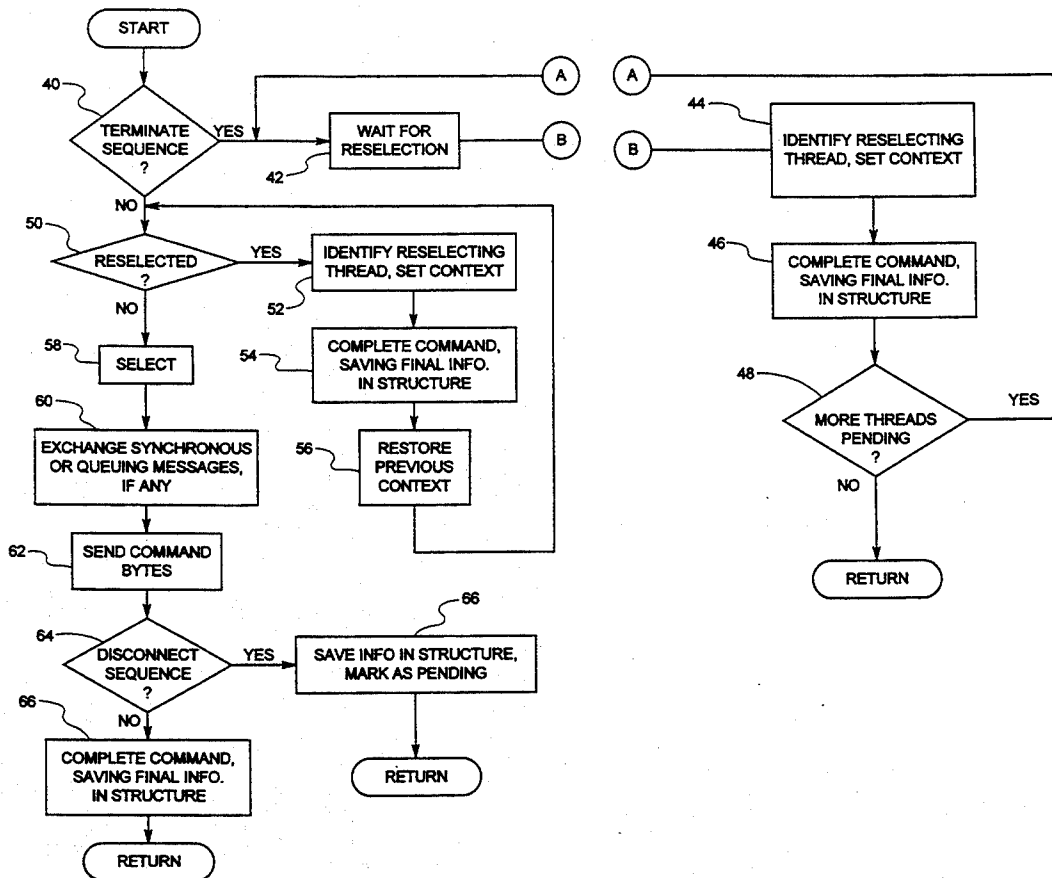 START
40
TERMINATE
SEQUENCE
?
YES
NO
A
WAIT FOR
RESELECTION
42
B
50
RESELECTED
?
YES
NO
IDENTIFY RESELECTING
THREAD, SET CONTEXT
52
54
COMPLETE COMMAND,
SAVING FINAL INFO.
IN STRUCTURE
56
RESTORE
PREVIOUS
CONTEXT
58
SELECT
60
EXCHANGE SYNCHRONOUS
OR QUEUING MESSAGES,
IF ANY
62
SEND COMMAND
BYTES
64
DISCONNECT
SEQUENCE
?
YES
NO
66
SAVE INFO IN STRUCTURE,
MARK AS PENDING
RETURN
66
COMPLETE COMMAND,
SAVING FINAL INFO.
IN STRUCTURE
RETURN
A
B
44
IDENTIFY RESELECTING
THREAD, SET CONTEXT
46
COMPLETE COMMAND,
SAVING FINAL INFO.
IN STRUCTURE
48
MORE THREADS
PENDING
?
YES
NO
RETURN